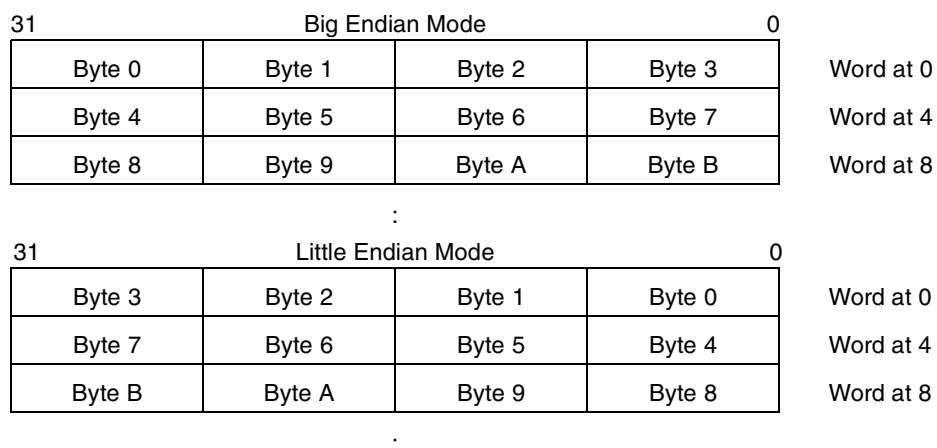 31 Big Endian Mode 0
Byte 0 Byte 1 Byte 2 Byte 3 Word at 0
Byte 4 Byte 5 Byte 6 Byte 7 Word at 4
Byte 8 Byte 9 Byte A Byte B Word at 8
:
31 Little Endian Mode 0
Byte 3 Byte 2 Byte 1 Byte 0 Word at 0
Byte 7 Byte 6 Byte 5 Byte 4 Word at 4
Byte B Byte A Byte 9 Byte 8 Word at 8
.